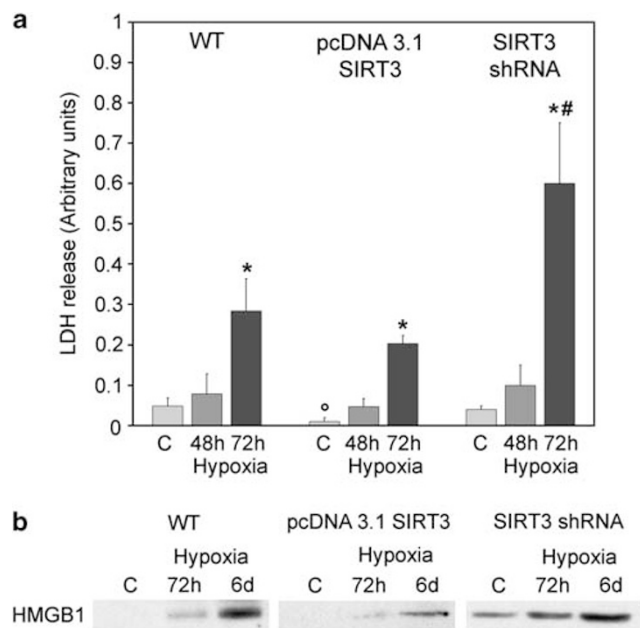 a
LDH release (Arbitrary units)
1
0.9
0.8
0.7
0.6
0.5
0.4
0.3
0.2
0.1
0
WT
pcDNA 3.1
SIRT3
SIRT3
shRNA
*
*
*#
°
C 48h 72h
Hypoxia
C 48h 72h
Hypoxia
C 48h 72h
Hypoxia
b
WT pcDNA 3.1 SIRT3 SIRT3 shRNA
Hypoxia Hypoxia Hypoxia
C 72h 6d C 72h 6d C 72h 6d
HMGB1